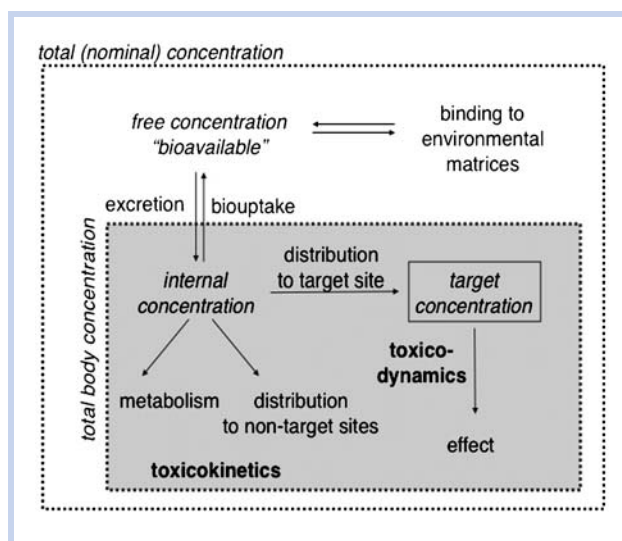 total (nominal) concentration
free concentration
"bioavailable"
binding to
environmental
matrices
excretion
biouptake
total body concentration
internal
concentration
distribution
to target site
target
concentration
toxico-
dynamics
metabolism
distribution
to non-target sites
effect
toxicokinetics